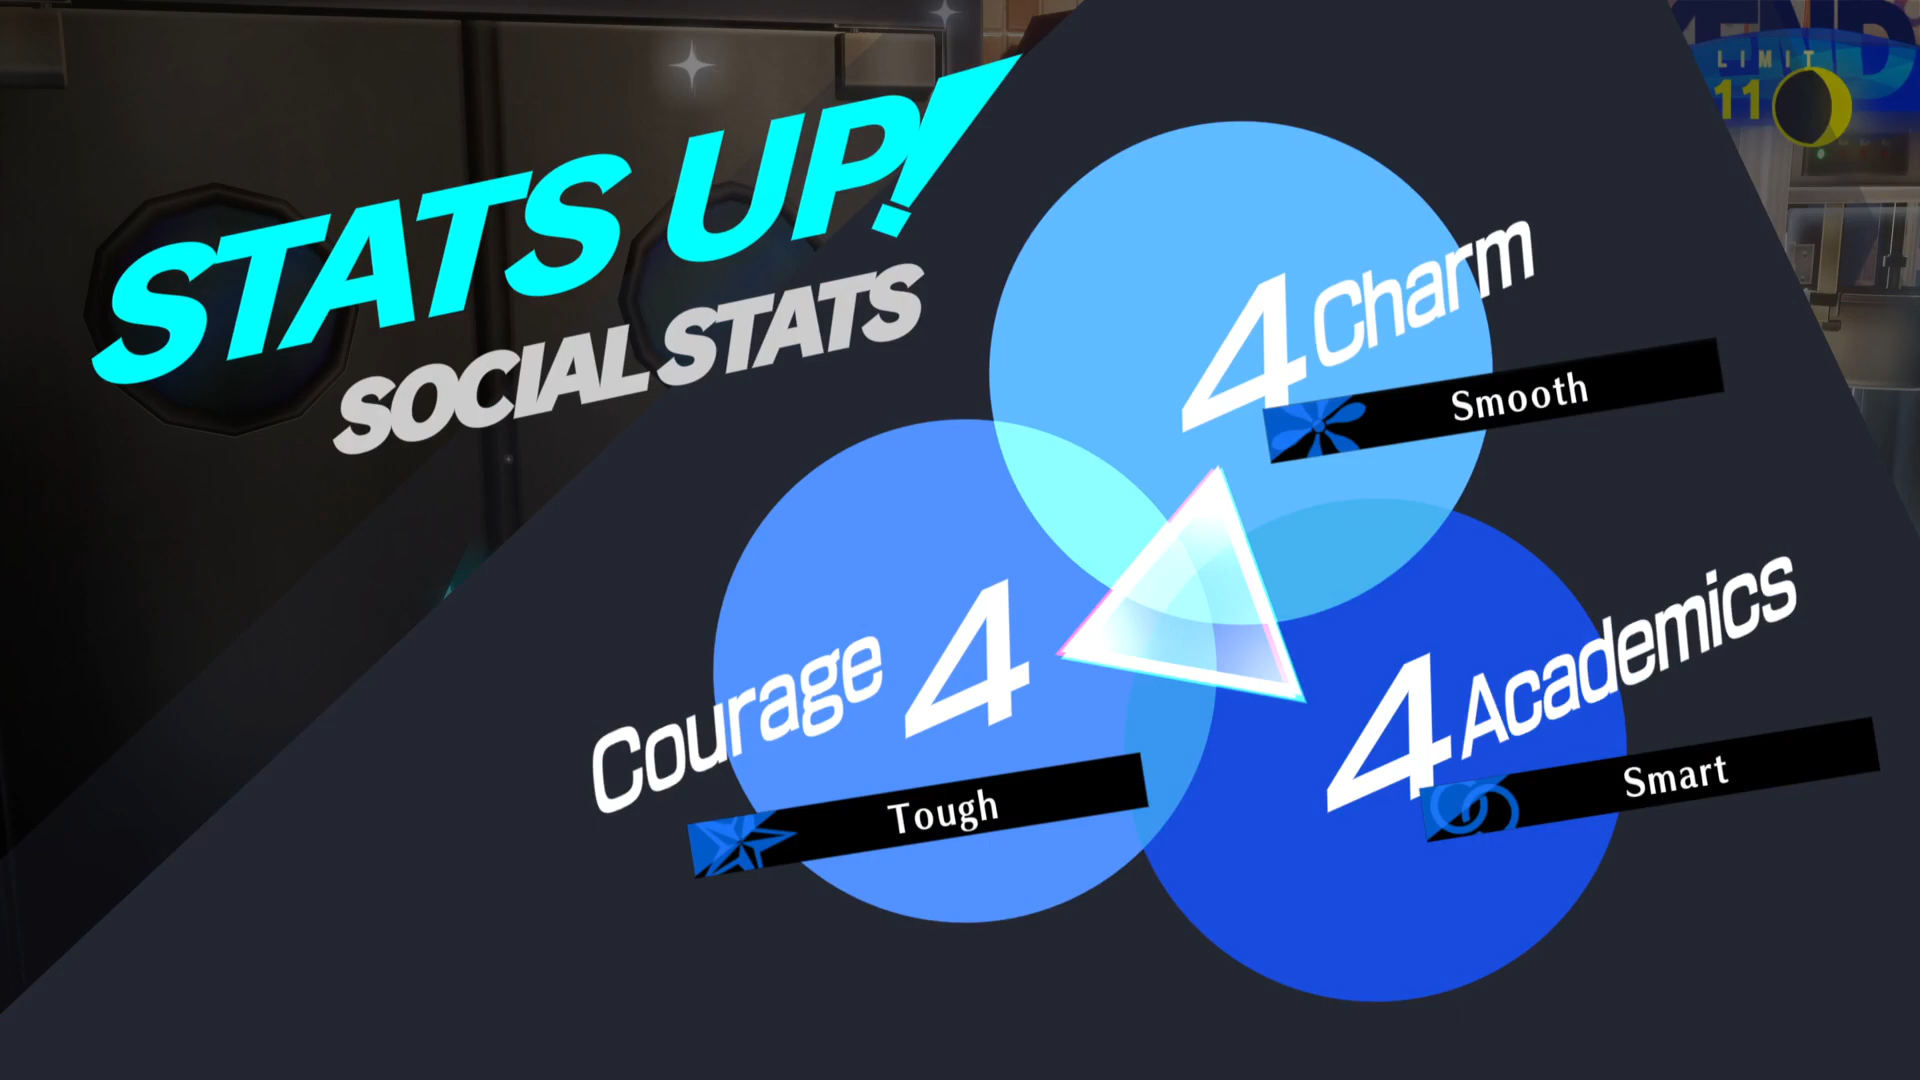 STATS UP!
SOCIAL STATS
LIMIT
11
4 Charm
Smooth
Courage 4
Tough
4 Academics
Smart